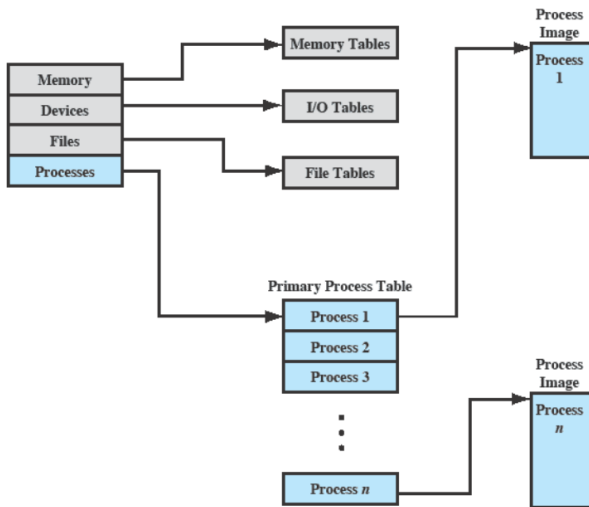 Memory
Devices
Files
Processes
Memory Tables
I/O Tables
File Tables
Primary Process Table
Process 1
Process 2
Process 3
Process n
Process
Image
Process
1
Process
Image
Process
n